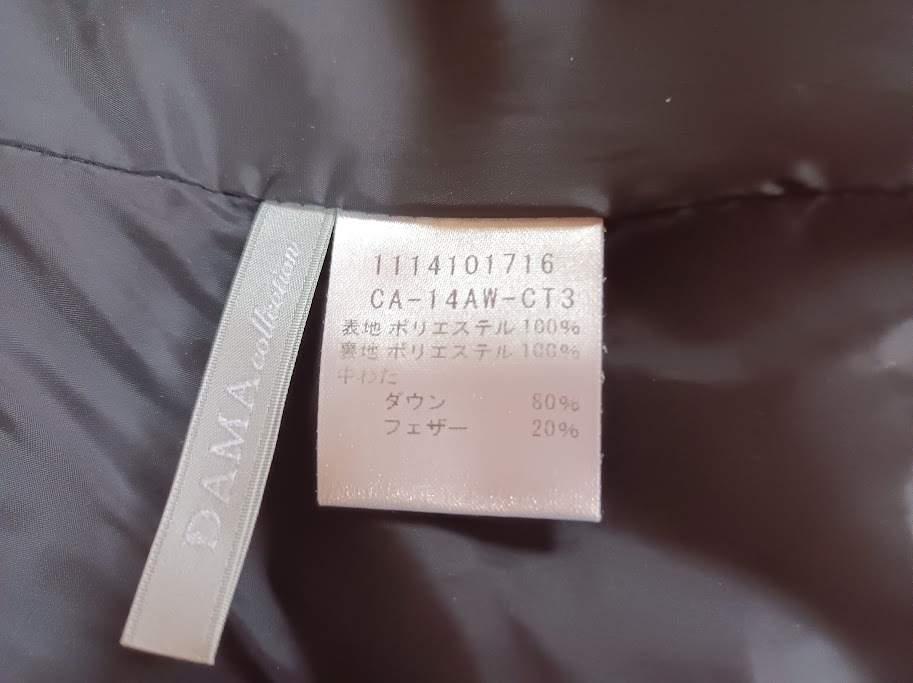 DAMA collection
1114101716
CA-14AW-CT3
表地 ポリエステル 100%
裏地 ポリエステル 100%
中わた
ダウン 80%
フェザー 20%